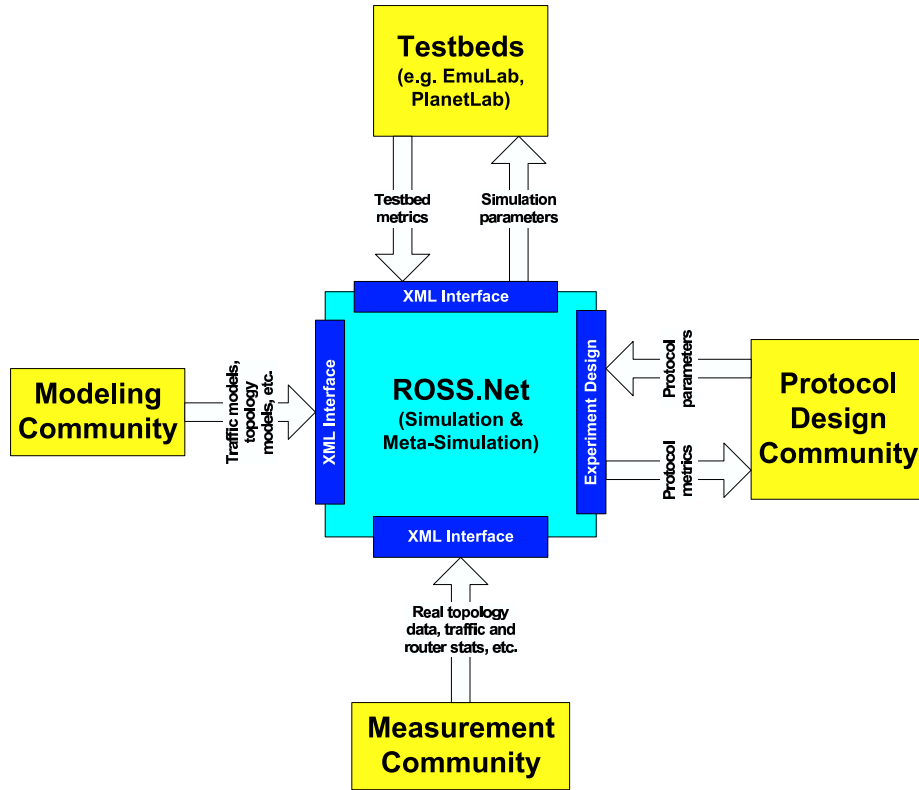 Testbeds
(e.g. EmuLab,
PlanetLab)
Testbed
metrics
Simulation
parameters
XML Interface
Modeling
Community
Traffic models,
topology
models, etc.
XML Interface
ROSS.Net
(Simulation &
Meta-Simulation)
Experiment Design
Protocol
parameters
Protocol
metrics
Protocol
Design
Community
XML Interface
Real topology
data, traffic and
router stats, etc.
Measurement
Community